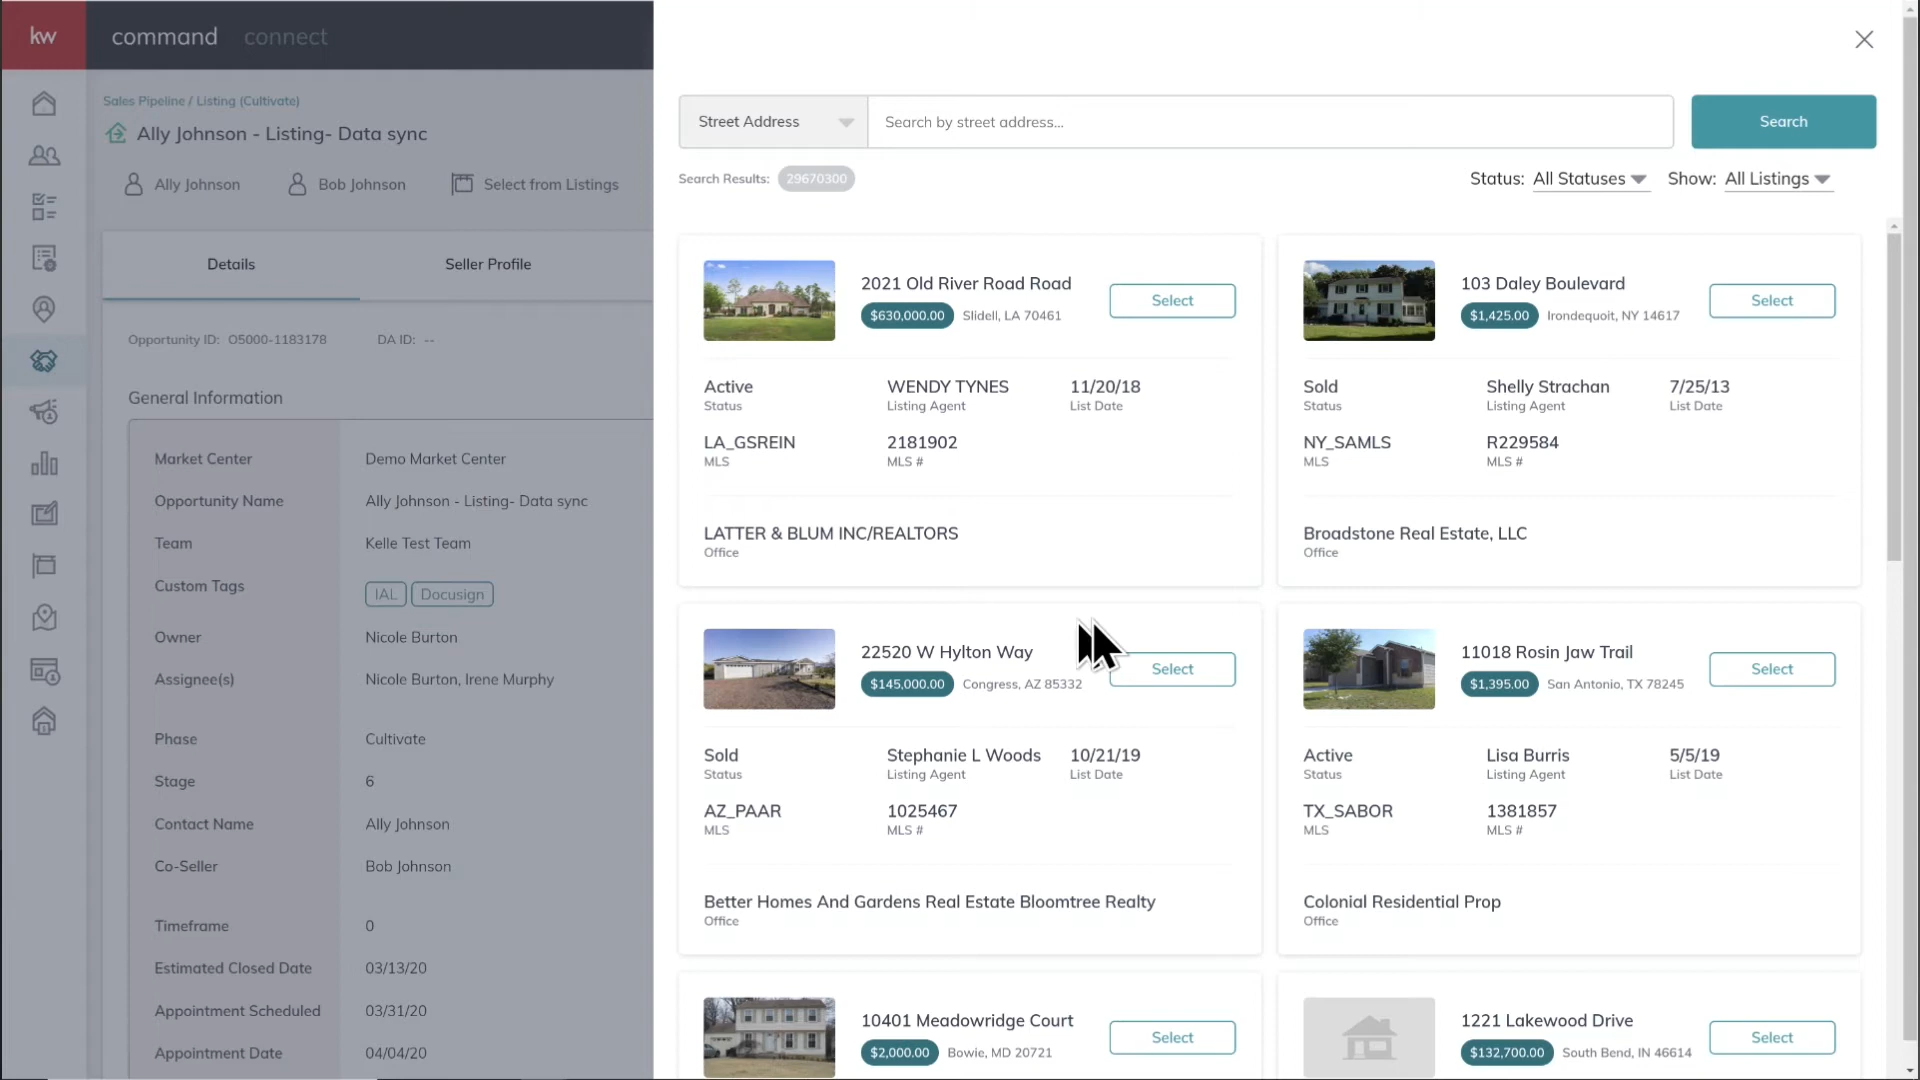 kw
command
connect
Sales Pipeline / Listing (Cultivate)
Ally Johnson - Listing- Data sync
Ally Johnson
Bob Johnson
Select from Listings
Details
Seller Profile
Opportunity ID: O5000-1183178
DA ID: --
General Information
Market Center
Demo Market Center
Opportunity Name
Ally Johnson - Listing- Data sync
Team
Kelle Test Team
Custom Tags
IAL
Docusign
Owner
Nicole Burton
Assignee(s)
Nicole Burton, Irene Murphy
Phase
Cultivate
Stage
6
Contact Name
Ally Johnson
Co-Seller
Bob Johnson
Timeframe
0
Estimated Closed Date
03/13/20
Appointment Scheduled
03/31/20
Appointment Date
04/04/20
Street Address
Search by street address...
Search
Search Results: 29670300
Status: All Statuses
Show: All Listings
2021 Old River Road Road
$630,000.00 Slidell, LA 70461
Select
Active
Status
WENDY TYNES
Listing Agent
11/20/18
List Date
LA_GSREIN
MLS
2181902
MLS #
LATTER & BLUM INC/REALTORS
Office
103 Daley Boulevard
$1,425.00 Irondequoit, NY 14617
Select
Sold
Status
Shelly Strachan
Listing Agent
7/25/13
List Date
NY_SAMLS
MLS
R229584
MLS #
Broadstone Real Estate, LLC
Office
22520 W Hylton Way
$145,000.00 Congress, AZ 85332
Select
Sold
Status
Stephanie L Woods
Listing Agent
10/21/19
List Date
AZ_PAAR
MLS
1025467
MLS #
Better Homes And Gardens Real Estate Bloomtree Realty
Office
11018 Rosin Jaw Trail
$1,395.00 San Antonio, TX 78245
Select
Active
Status
Lisa Burris
Listing Agent
5/5/19
List Date
TX_SABOR
MLS
1381857
MLS #
Colonial Residential Prop
Office
10401 Meadowridge Court
$2,000.00 Bowie, MD 20721
Select
1221 Lakewood Drive
$132,700.00 South Bend, IN 46614
Select